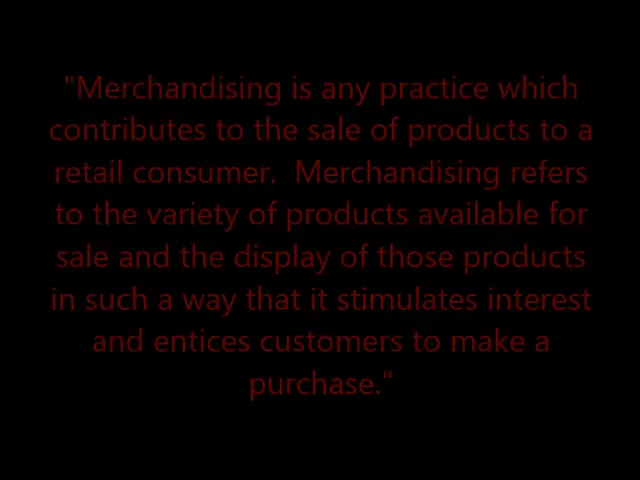 "Merchandising is any practice which
contributes to the sale of products to a
retail consumer.  Merchandising refers
to the variety of products available for
sale and the display of those products
in such a way that it stimulates interest
and entices customers to make a
purchase."